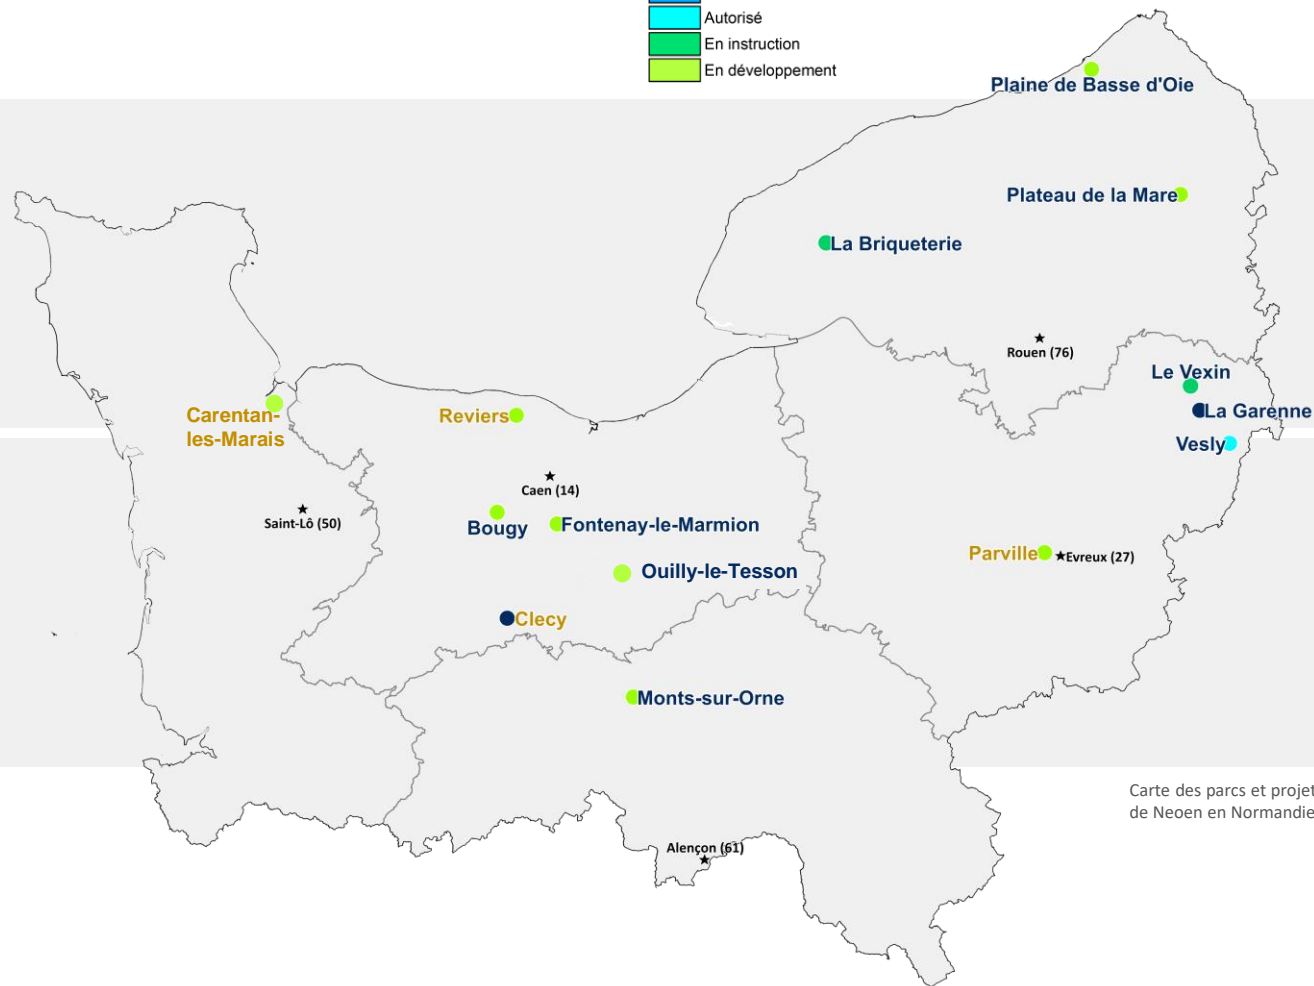 Autorisé
En instruction
En développement
Plaine de Basse d'Oie
Plateau de la Mare
La Briqueterie
Rouen (76)
Le Vexin
La Garenne
Vesly
Carentan-
les-Marais
Reviers
Caen (14)
Saint-Lô (50)
Bougy
Fontenay-le-Marmion
Parville
Evreux (27)
Ouilly-le-Tesson
Clecy
Monts-sur-Orne
Carte des parcs et projet
de Neoen en Normandie
Alençon (61)